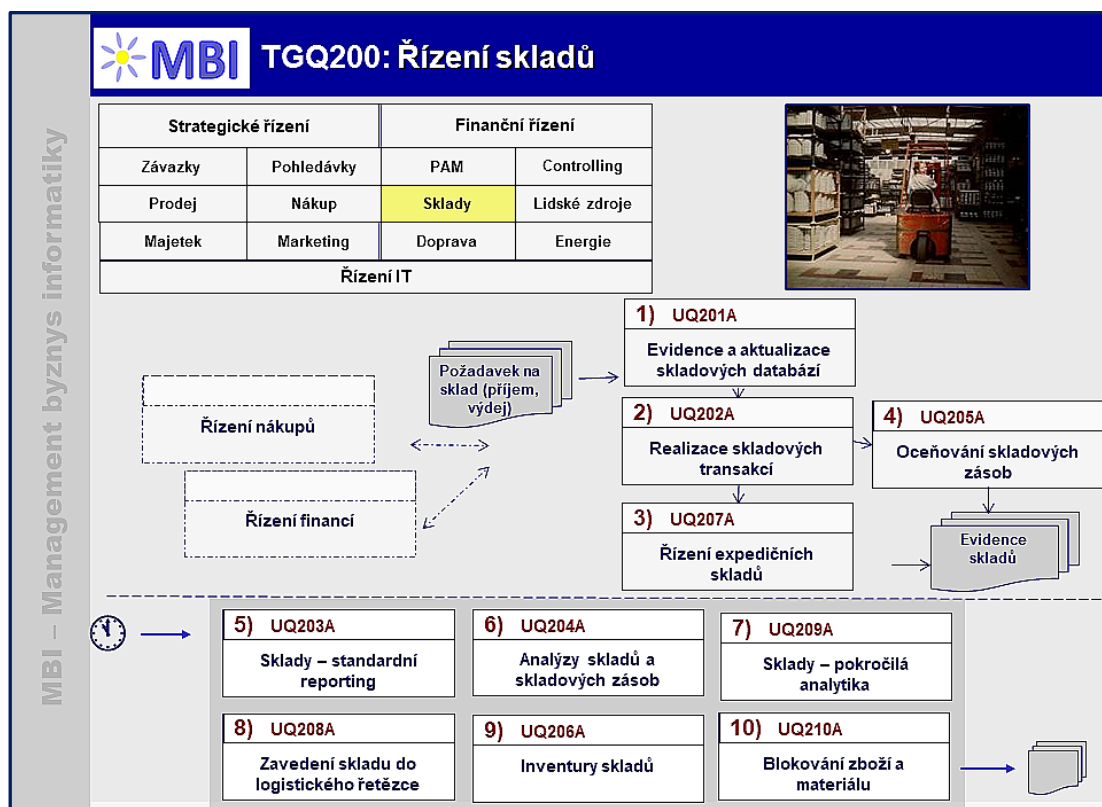 MBI – Management byznys informatiky
MBI
TGQ200: Řízení skladů
Strategické řízení
Finanční řízení
Závazky
Pohledávky
PAM
Controlling
Prodej
Nákup
Sklady
Lidské zdroje
Majetek
Marketing
Doprava
Energie
Řízení IT
Požadavek na
sklad (příjem,
výdej)
Řízení nákupů
Řízení financí
1) UQ201A
Evidence a aktualizace
skladových databází
2) UQ202A
Realizace skladových
transakcí
3) UQ207A
Řízení expedičních
skladů
4) UQ205A
Oceňování skladových
zásob
Evidence
skladů
5) UQ203A
Sklady – standardní
reporting
6) UQ204A
Analýzy skladů a
skladových zásob
7) UQ209A
Sklady – pokročilá
analytika
8) UQ208A
Zavedení skladu do
logistického řetězce
9) UQ206A
Inventury skladů
10) UQ210A
Blokování zboží a
materiálu